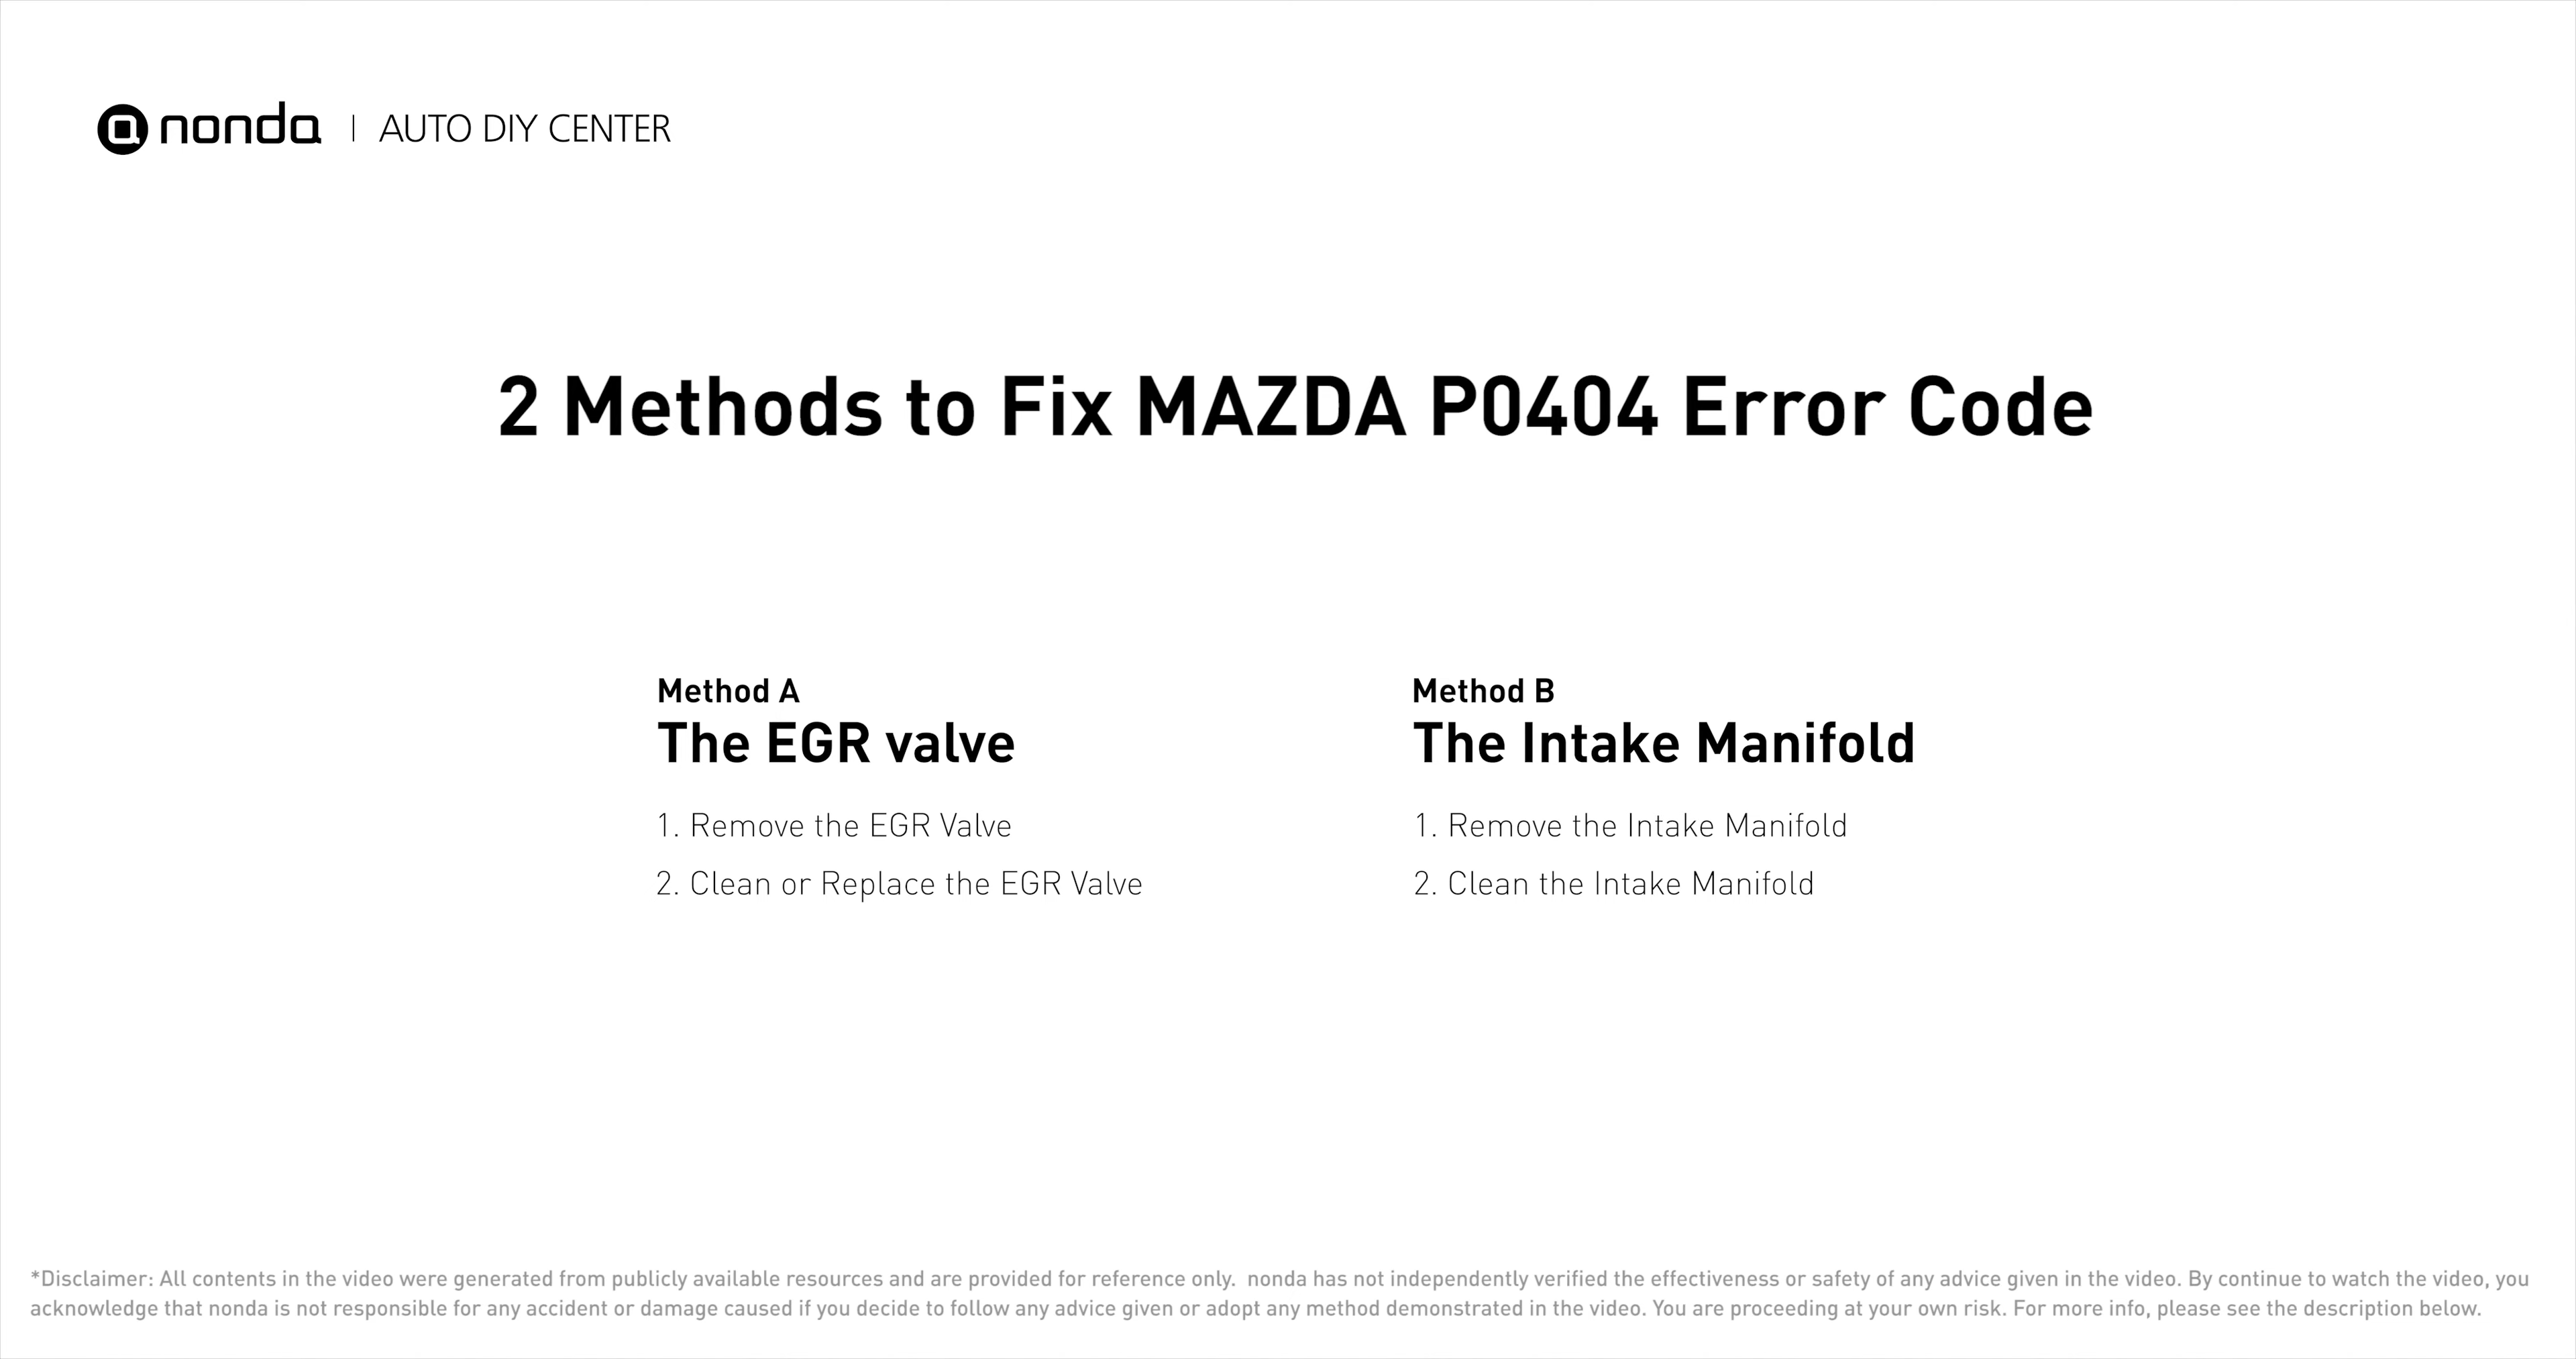 nonda | AUTO DIY CENTER
2 Methods to Fix MAZDA P0404 Error Code
Method A
The EGR valve
1. Remove the EGR Valve
2. Clean or Replace the EGR Valve
Method B
The Intake Manifold
1. Remove the Intake Manifold
2. Clean the Intake Manifold
*Disclaimer: All contents in the video were generated from publicly available resources and are provided for reference only. nonda has not independently verified the effectiveness or safety of any advice given in the video. By continue to watch the video, you
acknowledge that nonda is not responsible for any accident or damage caused if you decide to follow any advice given or adopt any method demonstrated in the video. You are proceeding at your own risk. For more info, please see the description below.